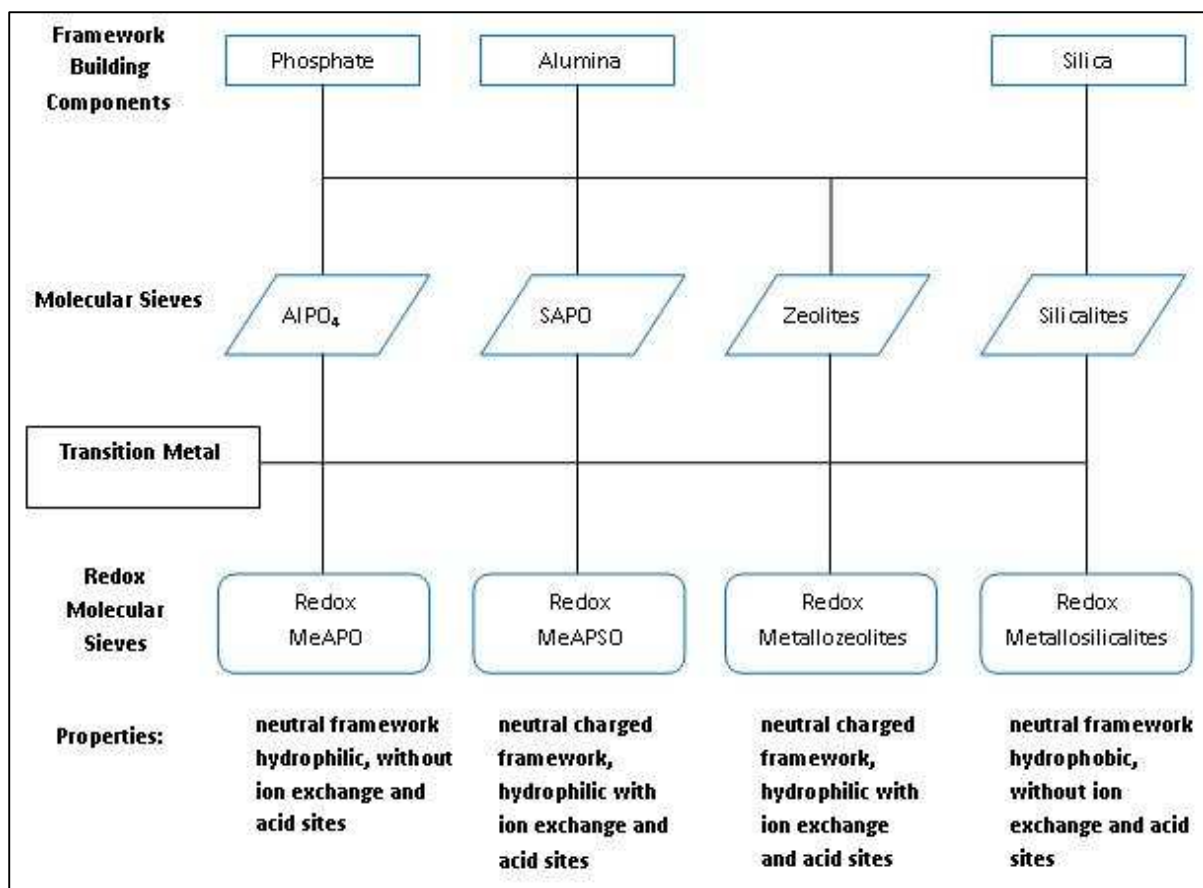 Framework
Building
Components
Phosphate
Alumina
Silica
Molecular Sieves
AlPO₄
SAPO
Zeolites
Silicalites
Transition Metal
Redox
Molecular
Sieves
Redox
MeAPO
Redox
MeAPSO
Redox
Metallozeolites
Redox
Metallosilicalites
Properties:
neutral framework
hydrophilic, without
ion exchange and
acid sites
neutral charged
framework,
hydrophilic with
ion exchange and
acid sites
neutral charged
framework,
hydrophilic with
ion exchange
and acid sites
neutral framework
hydrophobic,
without ion
exchange and acid
sites